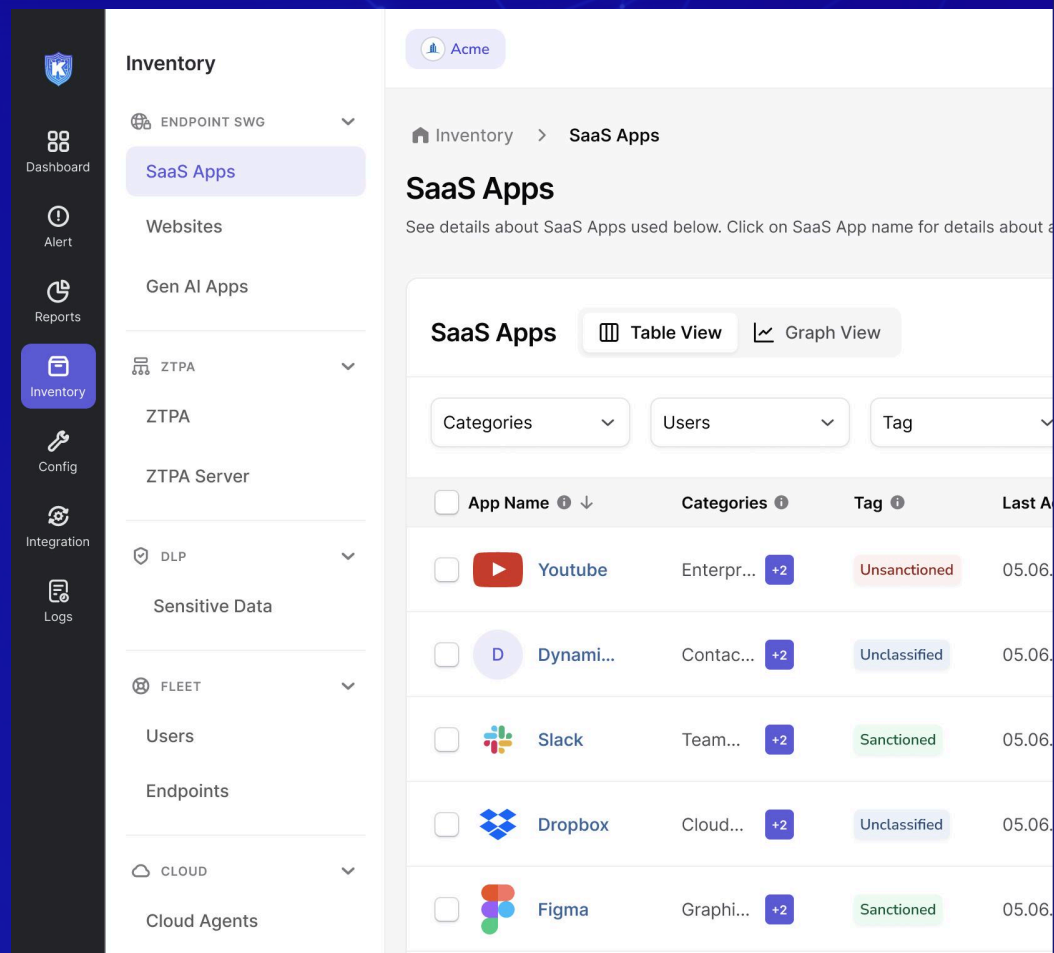 K
Dashboard
Alert
Reports
Inventory
Config
Integration
Logs
Inventory
ENDPOINT SWG
SaaS Apps
Websites
Gen AI Apps
ZTPA
ZTPA
ZTPA Server
DLP
Sensitive Data
FLEET
Users
Endpoints
CLOUD
Cloud Agents
Acme
Inventory > SaaS Apps
SaaS Apps
See details about SaaS Apps used below. Click on SaaS App name for details about
SaaS Apps Table View Graph View
Categories Users Tag
App Name Categories Tag Last
Youtube Enterpr... +2 Unsanctioned 05.06.
D Dynami... Contac... +2 Unclassified 05.06.
Slack Team... +2 Sanctioned 05.06.
Dropbox Cloud... +2 Unclassified 05.06.
Figma Graphi... +2 Sanctioned 05.06.